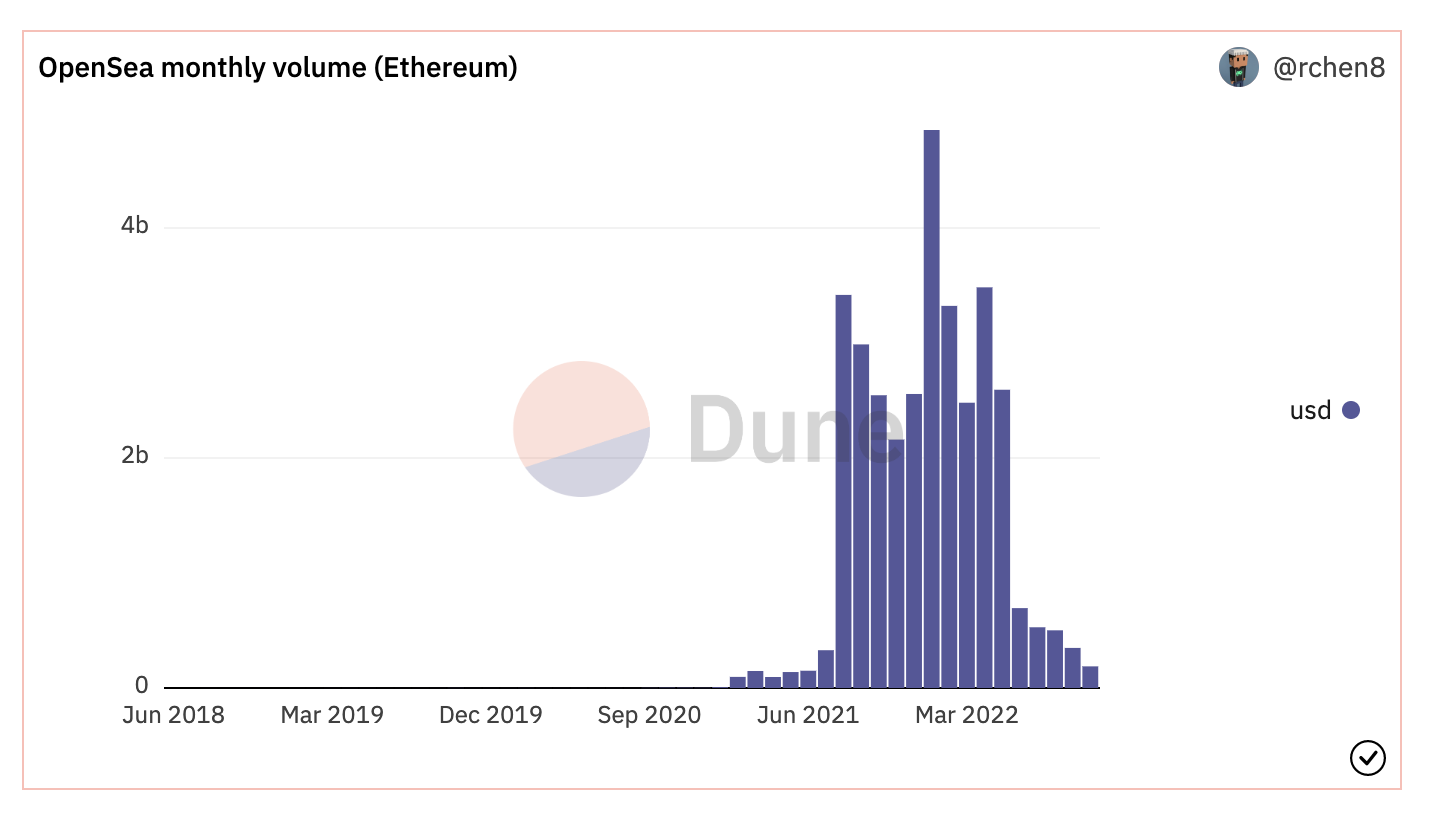 OpenSea monthly volume (Ethereum)
@rchen8
4b
Dune
usd
2b
0
Jun 2018 Mar 2019 Dec 2019 Sep 2020 Jun 2021 Mar 2022